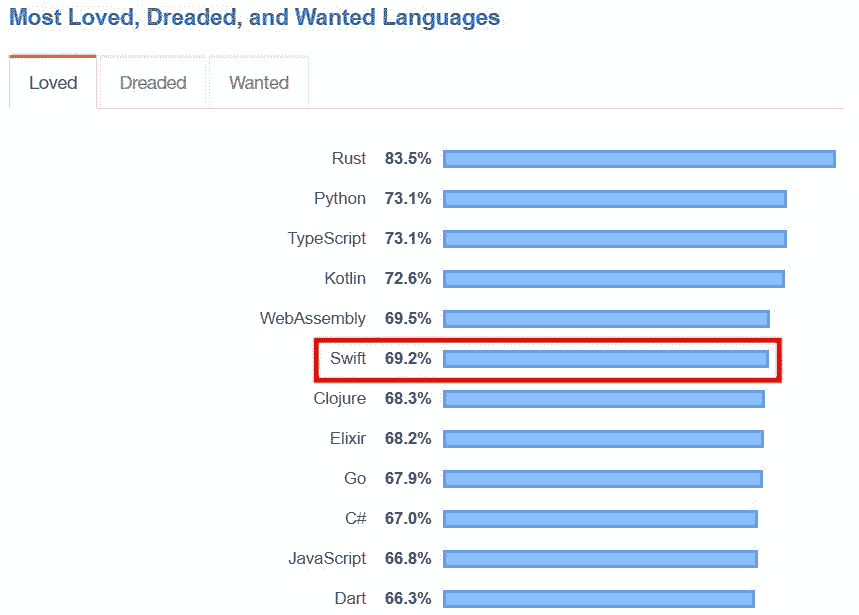 Most Loved, Dreaded, and Wanted Languages
Loved Dreaded Wanted
Rust 83.5%
Python 73.1%
TypeScript 73.1%
Kotlin 72.6%
WebAssembly 69.5%
Swift 69.2%
Clojure 68.3%
Elixir 68.2%
Go 67.9%
C# 67.0%
JavaScript 66.8%
Dart 66.3%